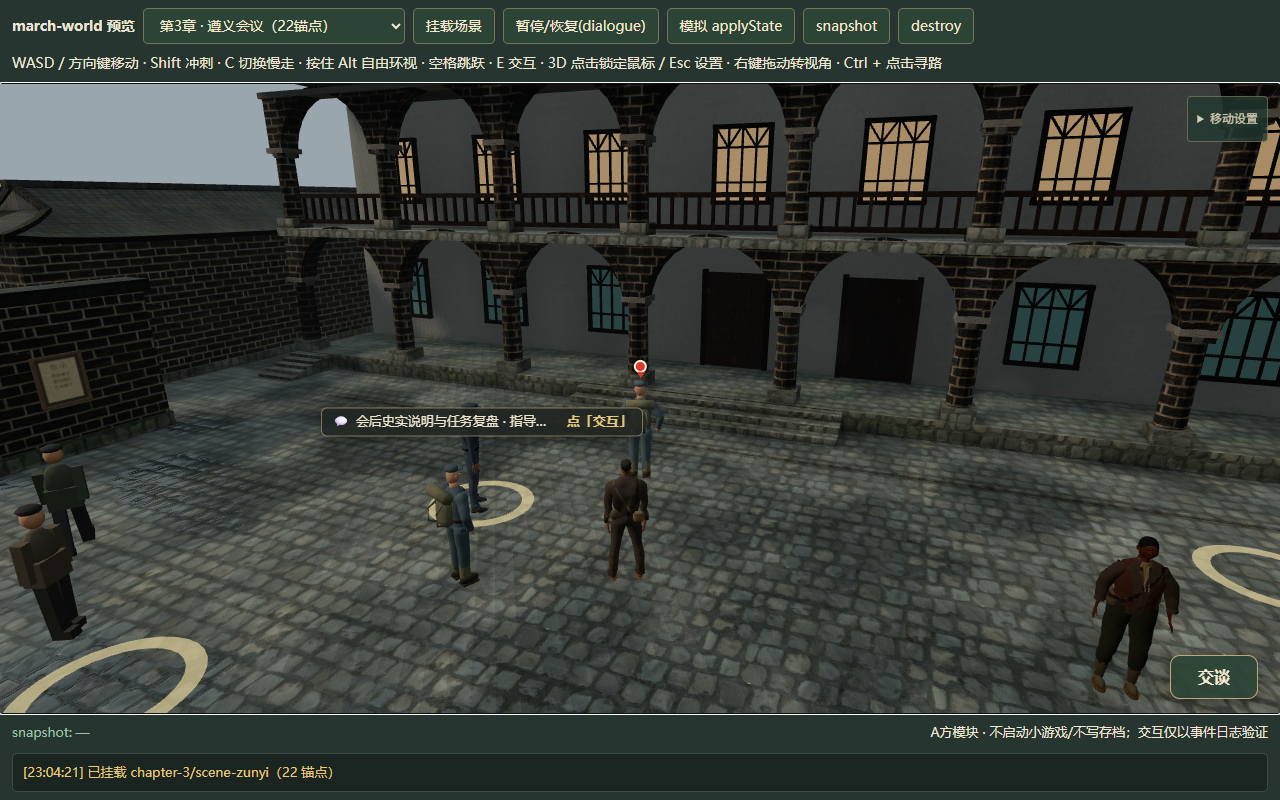 march-world 预览
第3章 · 遵义会议（22锚点）
挂载场景
暂停/恢复(dialogue)
模拟 applyState
snapshot
destroy
WASD / 方向键移动 · Shift 冲刺 · C 切换慢走 · 按住 Alt 自由环视 · 空格跳跃 · E 交互 · 3D 点击锁定鼠标 / Esc 设置 · 右键拖动转视角 · Ctrl + 点击寻路
▶ 移动设置
会后史实说明与任务复盘 · 指导...
点「交互」
交谈
snapshot: —
A方模块 · 不启动小游戏/不写存档；交互仅以事件日志验证
[23:04:21] 已挂载 chapter-3/scene-zunyi（22 锚点）